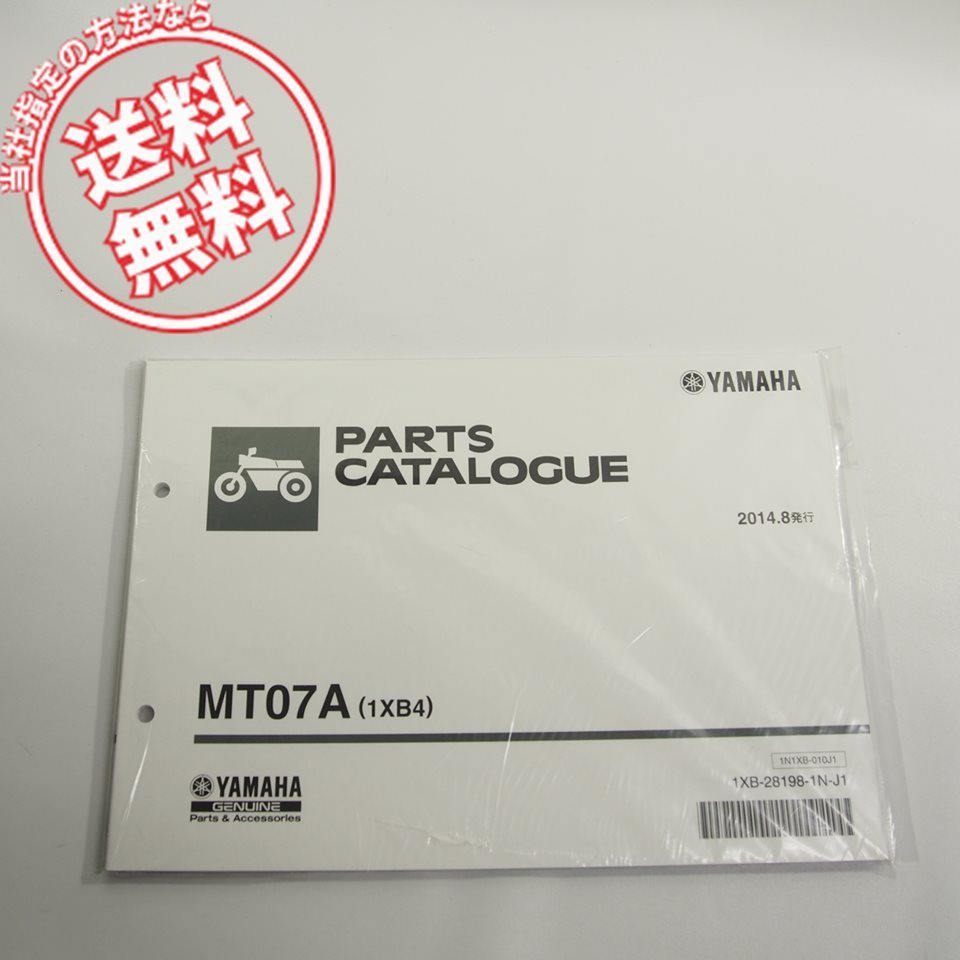 当社指定の方法なら
送料
無料
YAMAHA
PARTS
CATALOGUE
2014.8発行
MT07A (1XB4)
1N1XB-010J1
1XB-28198-1N-J1
YAMAHA
GENUINE
Parts & Accessories